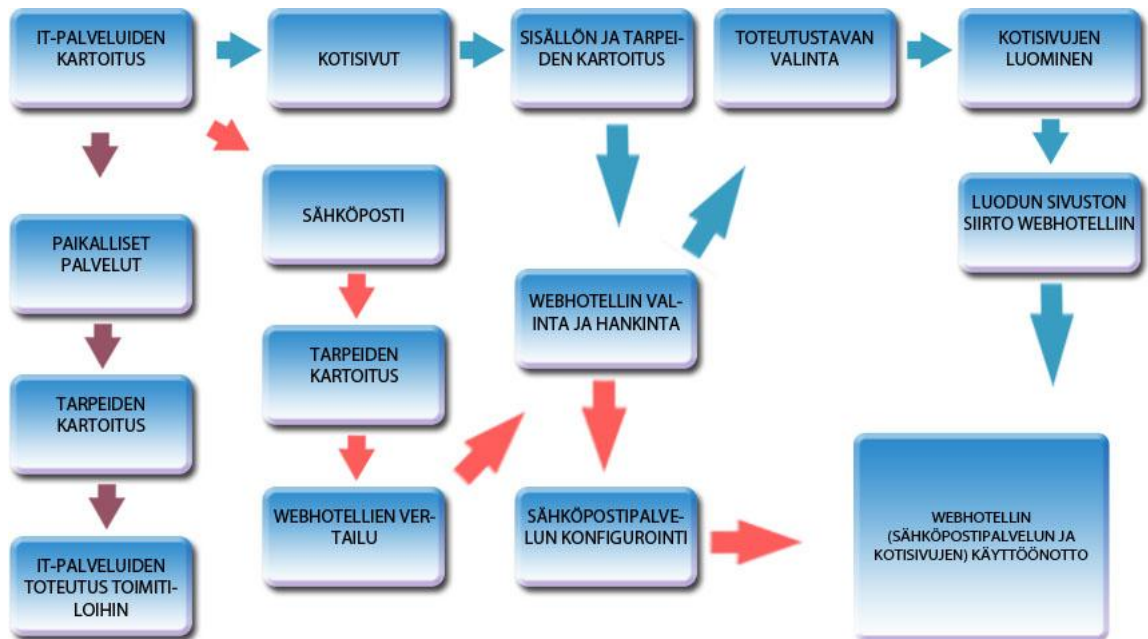 IT-PALVELUIDEN
KARTOITUS
KOTISIVUT
SISÄLLÖN JA TARPEI-
DEN KARTOITUS
TOTEUTUSTAVAN
VALINTA
KOTISIVUJEN
LUOMINEN
SÄHKÖPOSTI
LUODUN SIVUSTON
SIIRTO WEBHOTELLIIN
PAIKALLISET
PALVELUT
WEBHOTELLIN VAL-
INTA JA HANKINTA
TARPEIDEN
KARTOITUS
TARPEIDEN
KARTOITUS
WEBHOTELLIEN VER-
TAILU
SÄHKÖPOSTIPALVE-
LUN KONFIGUROINTI
WEBHOTELLIN
(SÄHKÖPOSTIPALVELUN JA
KOTISIVUJEN) KÄYTTÖÖNOTTO
IT-PALVELUIDEN
TOTEUTUS TOIMITI-
LOIHIN